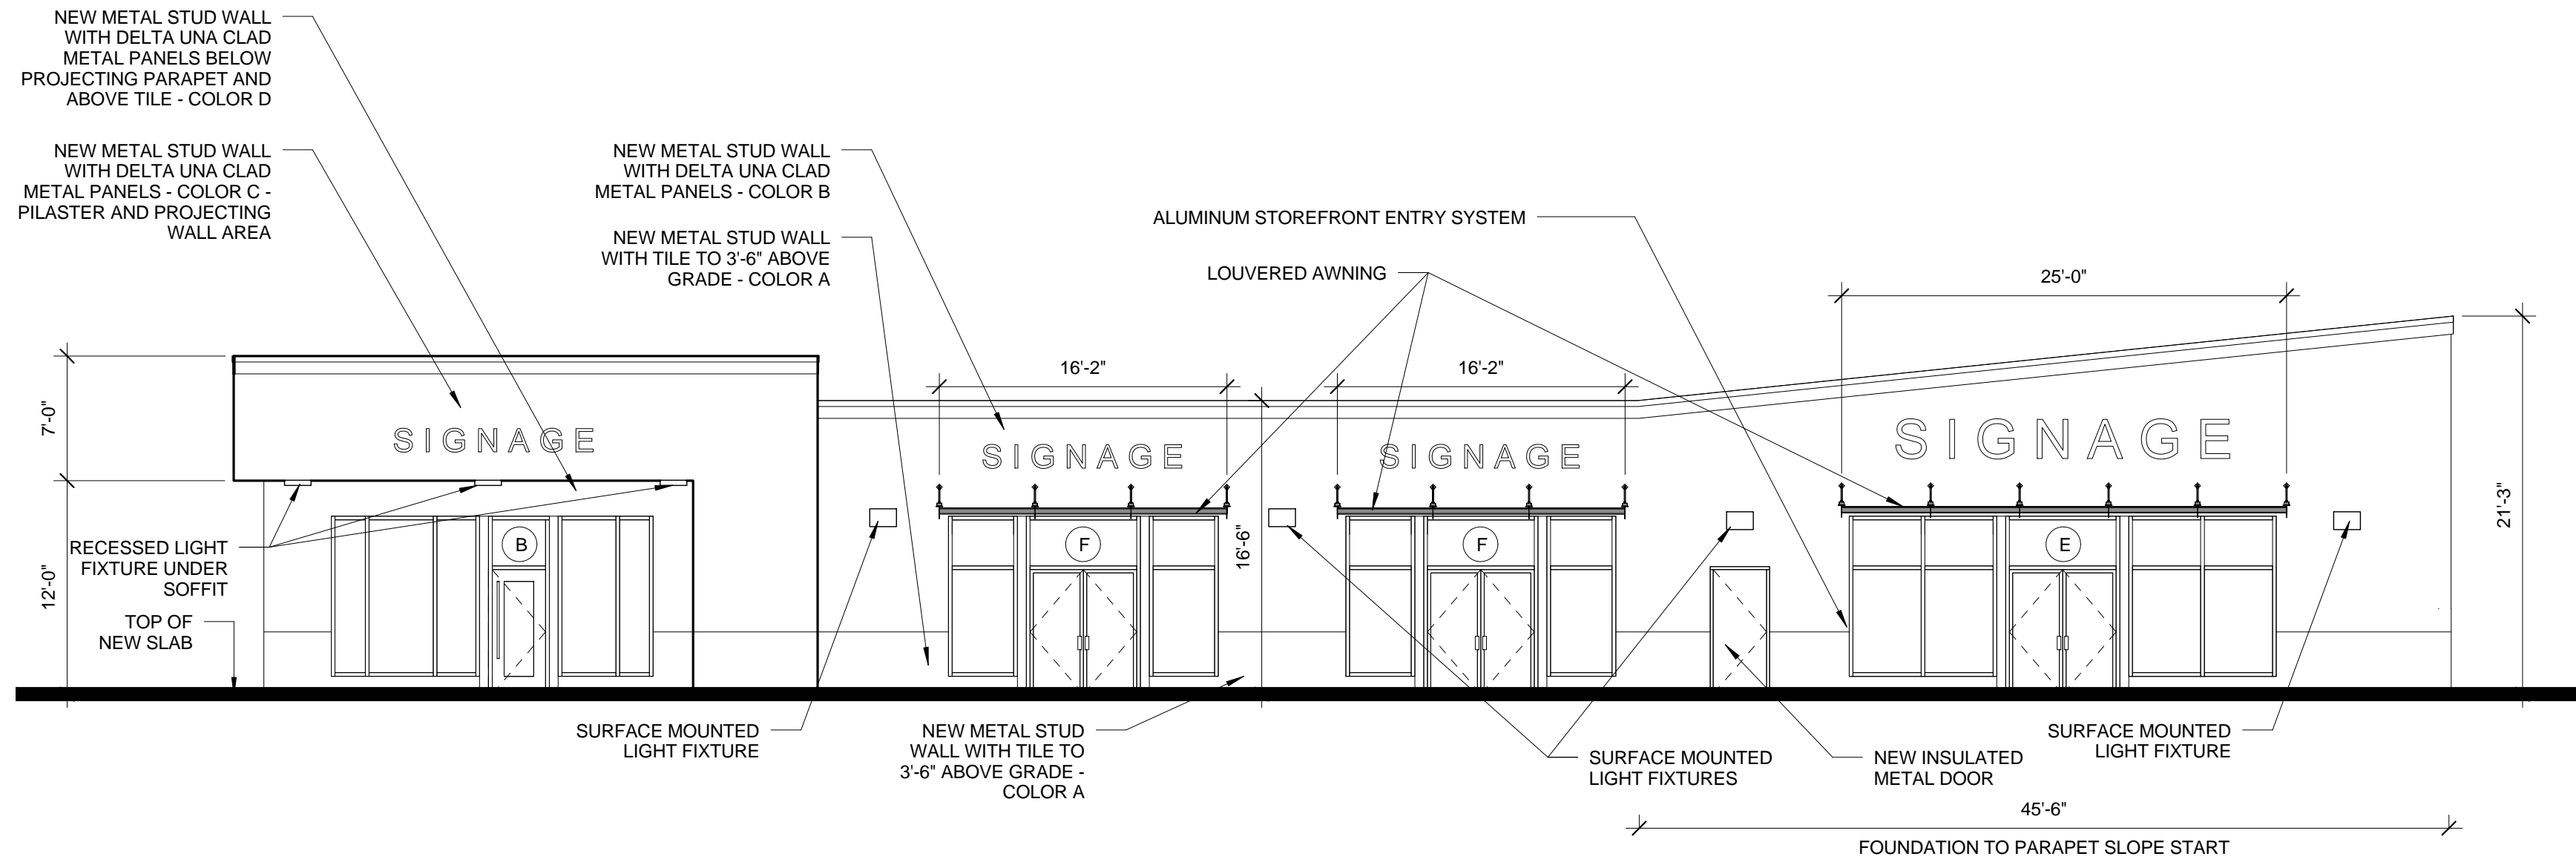 NEW METAL STUD WALL
WITH DELTA UNA CLAD
METAL PANELS BELOW
PROJECTING PARAPET AND
ABOVE TILE - COLOR D
NEW METAL STUD WALL
WITH DELTA UNA CLAD
METAL PANELS - COLOR C -
PILASTER AND PROJECTING
WALL AREA
NEW METAL STUD WALL
WITH DELTA UNA CLAD
METAL PANELS - COLOR B
NEW METAL STUD WALL
WITH TILE TO 3'-6" ABOVE
GRADE - COLOR A
ALUMINUM STOREFRONT ENTRY SYSTEM
LOUVERED AWNING
25'-0"
16'-2"
16'-2"
7'-0"
SIGNAGE
SIGNAGE
SIGNAGE
SIGNAGE
21'-3"
16'-6"
12'-0"
B
F
F
E
RECESSED LIGHT
FIXTURE UNDER
SOFFIT
TOP OF
NEW SLAB
SURFACE MOUNTED
LIGHT FIXTURE
NEW METAL STUD
WALL WITH TILE TO
3'-6" ABOVE GRADE -
COLOR A
SURFACE MOUNTED
LIGHT FIXTURES
NEW INSULATED
METAL DOOR
SURFACE MOUNTED
LIGHT FIXTURE
45'-6"
FOUNDATION TO PARAPET SLOPE START